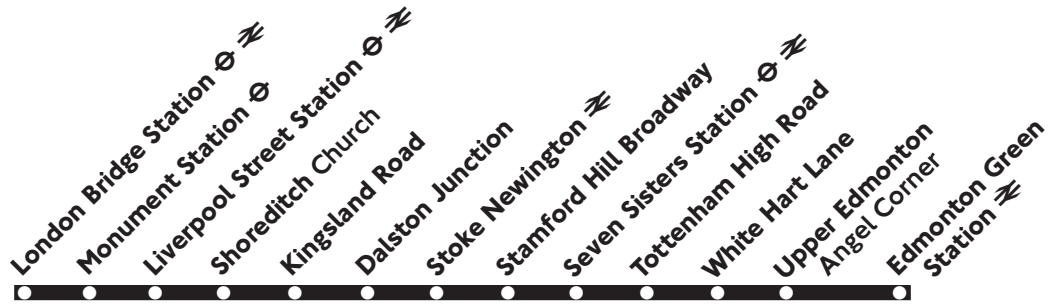 London Bridge Station
Monument Station
Liverpool Street Station
Shoreditch Church
Kingsland Road
Dalston Junction
Stoke Newington
Stamford Hill Broadway
Seven Sisters Station
Tottenham High Road
White Hart Lane
Upper Edmonton
Angel Corner
Edmonton Green
Station